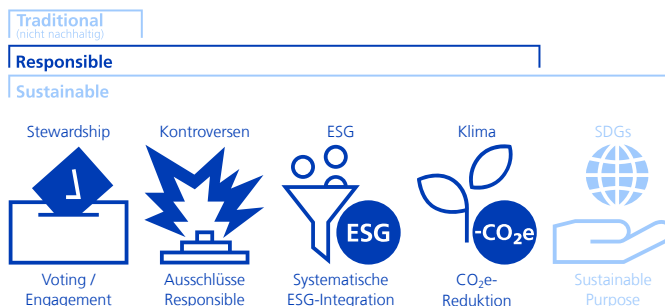 Traditional
(nicht nachhaltig)
Responsible
Sustainable
Stewardship Kontroversen ESG Klima SDGs
ESG -CO₂e
Voting / Ausschlüsse Systematische CO₂e- Sustainable
Engagement Responsible ESG-Integration Reduktion Purpose